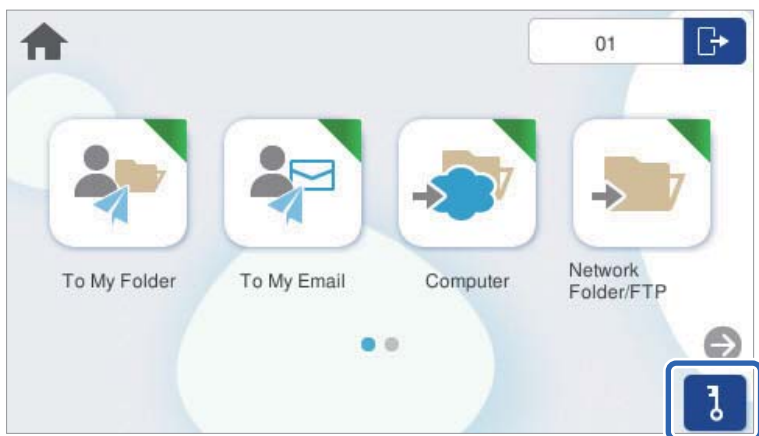 01
To My Folder
To My Email
Computer
Network
Folder/FTP